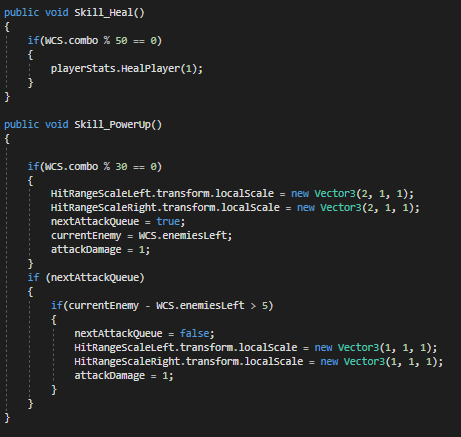 public void Skill_Heal()
{
if(WCS.combo % 50 == 0)
{
playerStats.HealPlayer(1);
}
}
public void Skill_PowerUp()
{
if(WCS.combo % 30 == 0)
{
HitRangeScaleLeft.transform.localScale = new Vector3(2, 1, 1);
HitRangeScaleRight.transform.localScale = new Vector3(2, 1, 1);
nextAttackQueue = true;
currentEnemy = WCS.enemiesLeft;
attackDamage = 1;
}
if (nextAttackQueue)
{
if(currentEnemy - WCS.enemiesLeft > 5)
{
nextAttackQueue = false;
HitRangeScaleLeft.transform.localScale = new Vector3(1, 1, 1);
HitRangeScaleRight.transform.localScale = new Vector3(1, 1, 1);
attackDamage = 1;
}
}
}